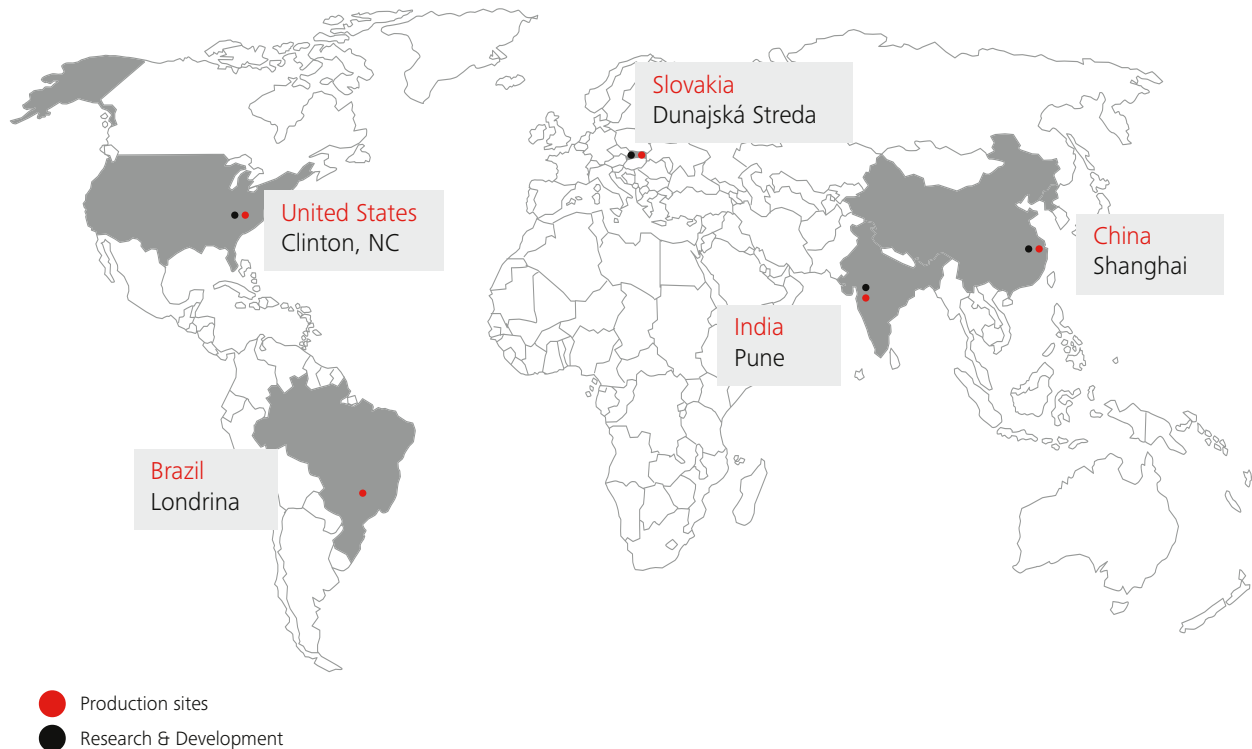 Slovakia
Dunajská Streda
United States
Clinton, NC
China
Shanghai
India
Pune
Brazil
Londrina
Production sites
Research & Development